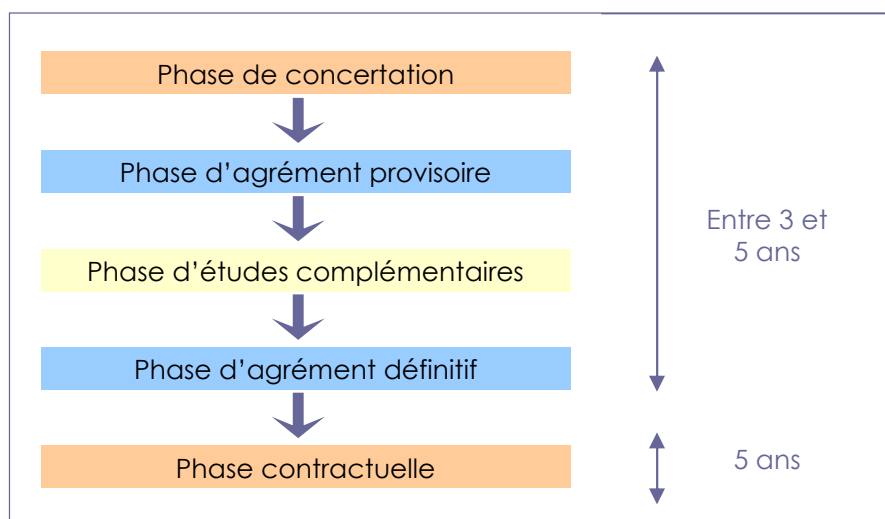 Phase de concertation
Phase d'agrément provisoire
Phase d'études complémentaires
Phase d'agrément définitif
Phase contractuelle
Entre 3 et
5 ans
5 ans